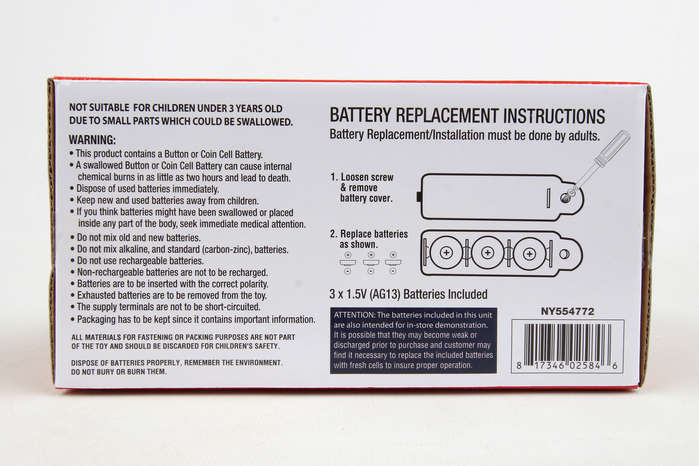 NOT SUITABLE FOR CHILDREN UNDER 3 YEARS OLD
DUE TO SMALL PARTS WHICH COULD BE SWALLOWED.
WARNING:
• This product contains a Button or Coin Cell Battery.
• A swallowed Button or Coin Cell Battery can cause internal
chemical burns in as little as two hours and lead to death.
• Dispose of used batteries immediately.
• Keep new and used batteries away from children.
• If you think batteries might have been swallowed or placed
inside any part of the body, seek immediate medical attention.
• Do not mix old and new batteries.
• Do not mix alkaline, and standard (carbon-zinc), batteries.
• Do not use rechargeable batteries.
• Non-rechargeable batteries are not to be recharged.
• Batteries are to be inserted with the correct polarity.
• Exhausted batteries are to be removed from the toy.
• The supply terminals are not to be short-circuited.
• Packaging has to be kept since it contains important information.
ALL MATERIALS FOR FASTENING OR PACKING PURPOSES ARE NOT PART
OF THE TOY AND SHOULD BE DISCARDED FOR CHILDREN'S SAFETY.
DISPOSE OF BATTERIES PROPERLY, REMEMBER THE ENVIRONMENT.
DO NOT BURY OR BURN THEM.
BATTERY REPLACEMENT INSTRUCTIONS
Battery Replacement/Installation must be done by adults.
1. Loosen screw
& remove
battery cover.
2. Replace batteries
as shown.
3 x 1.5V (AG13) Batteries Included
ATTENTION: The batteries included in this unit
are also intended for in-store demonstration.
It is possible that they may become weak or
discharged prior to purchase and customer may
find it necessary to replace the included batteries
with fresh cells to insure proper operation.
NY554772
8 17346 02584 6